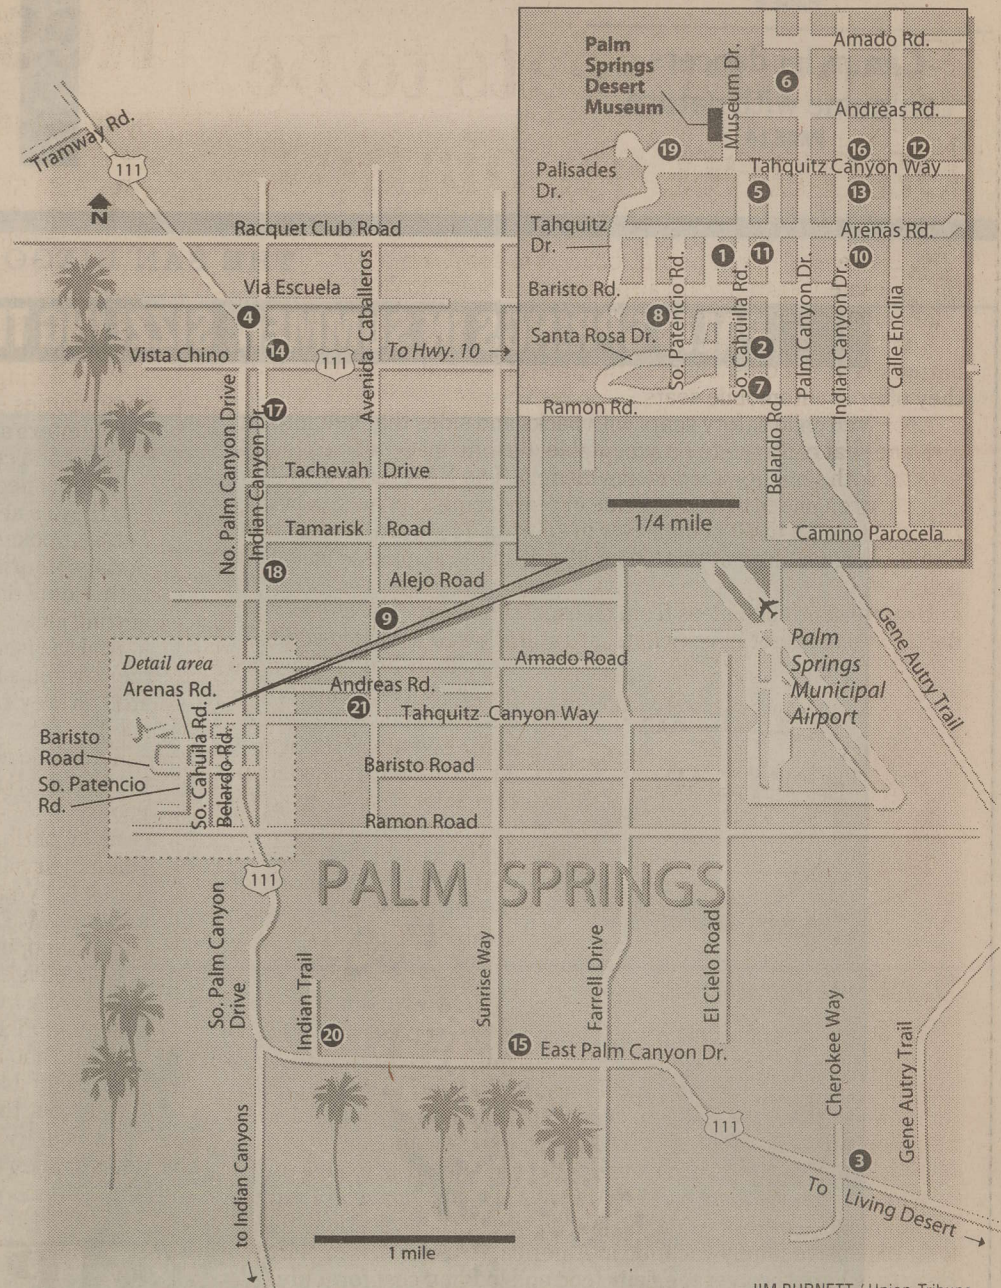 Palm
Springs
Desert
Museum
Museum Dr.
Amado Rd.
6
Andreas Rd.
19
16
12
Palisades
Dr.
Tahquitz Canyon Way
5
13
Tahquitz
Dr.
Arenas Rd.
1
11
10
Baristo Rd.
So. Patencio Rd.
So. Cahuilla Rd.
Palm Canyon Dr.
Indian Canyon Dr.
Calle Encilia
8
Santa Rosa Dr.
2
7
Ramon Rd.
Belardo Rd.
1/4 mile
Camino Parocela
Tramway Rd.
111
N
Racquet Club Road
Via Escuela
4
Avenida Caballeros
Vista Chino
14
111
To Hwy. 10
17
No. Palm Canyon Drive
Indian Canyon Dr.
Tachevah Drive
Tamarisk Road
18
Alejo Road
9
Gene Autry Trail
Palm
Springs
Municipal
Airport
Detail area
Amado Road
Arenas Rd.
Andreas Rd.
21
Tahquitz Canyon Way
Baristo
Road
So. Cahuila Rd.
Belardo Rd.
Baristo Road
So. Patencio
Rd.
Ramon Road
111
PALM SPRINGS
So. Palm Canyon
Drive
Indian Trail
Sunrise Way
Farrell Drive
El Cielo Road
Cherokee Way
Gene Autry Trail
20
15
East Palm Canyon Dr.
111
3
To Living Desert
to Indian Canyons
1 mile
JIM BURNETT / Union-Tribune